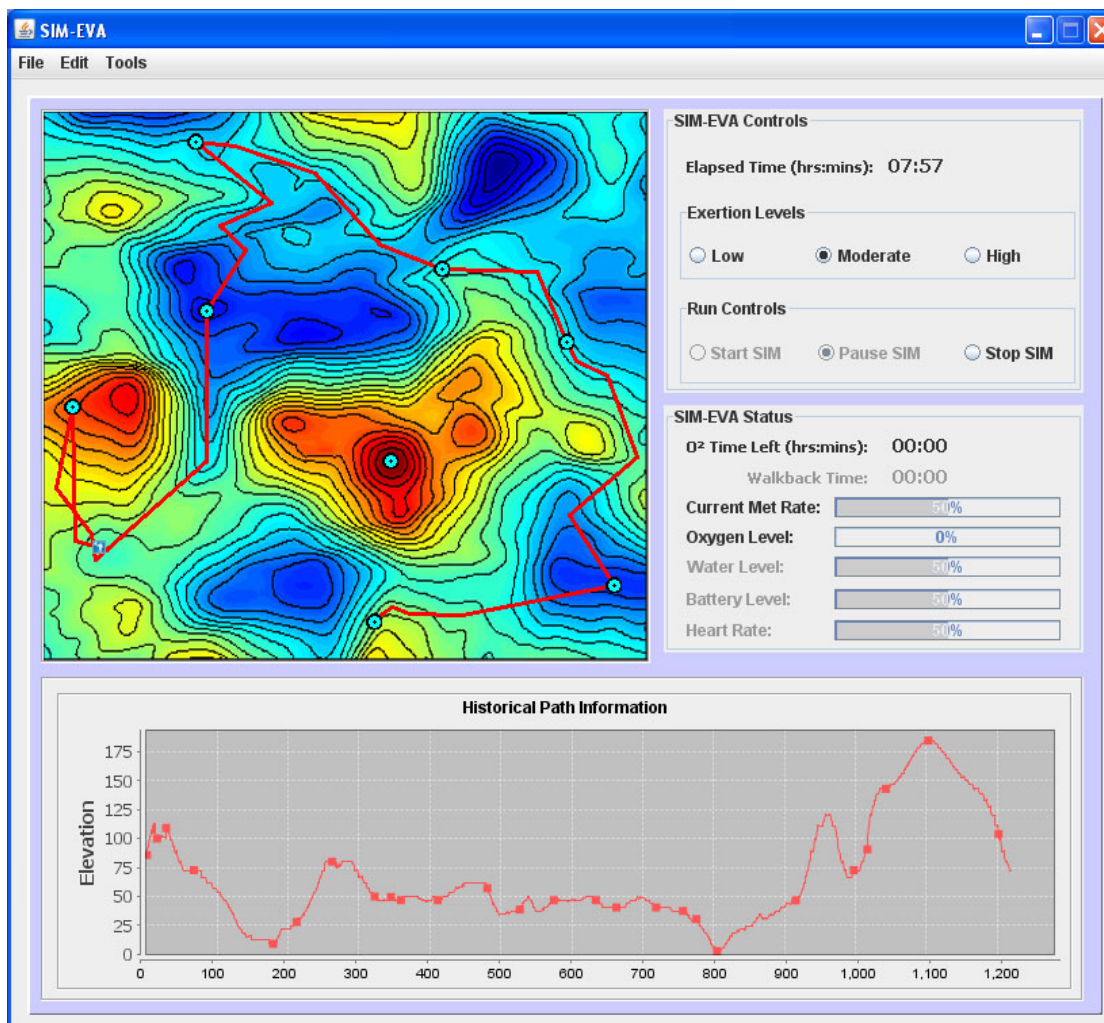 SIM-EVA
File Edit Tools
SIM-EVA Controls
Elapsed Time (hrs:mins): 07:57
Exertion Levels
Low Moderate High
Run Controls
Start SIM Pause SIM Stop SIM
SIM-EVA Status
O² Time Left (hrs:mins): 00:00
Walkback Time: 00:00
Current Met Rate: 50%
Oxygen Level: 0%
Water Level: 50%
Battery Level: 50%
Heart Rate: 50%
Historical Path Information
Elevation
175
150
125
100
75
50
25
0
0 100 200 300 400 500 600 700 800 900 1,000 1,100 1,200